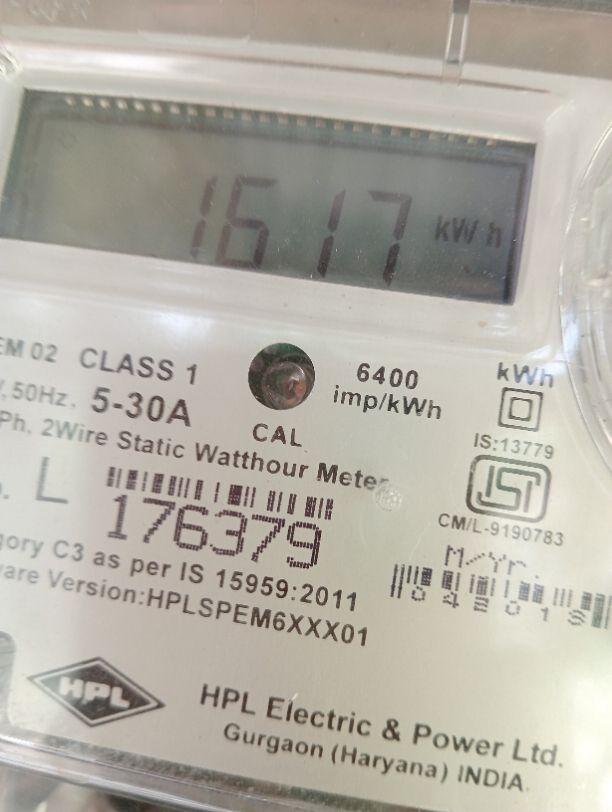 1617 kWh
EM 02 CLASS 1
, 50Hz, 5-30A
Ph, 2Wire Static Watthour Meter
CAL
6400
imp/kWh
kWh
IS:13779
ISI
CM/L-9190783
L
176379
M/Yr.
gory C3 as per IS 15959:2011
are Version:HPLSPEM6XXX01
HPL
HPL Electric & Power Ltd.
Gurgaon (Haryana) INDIA.